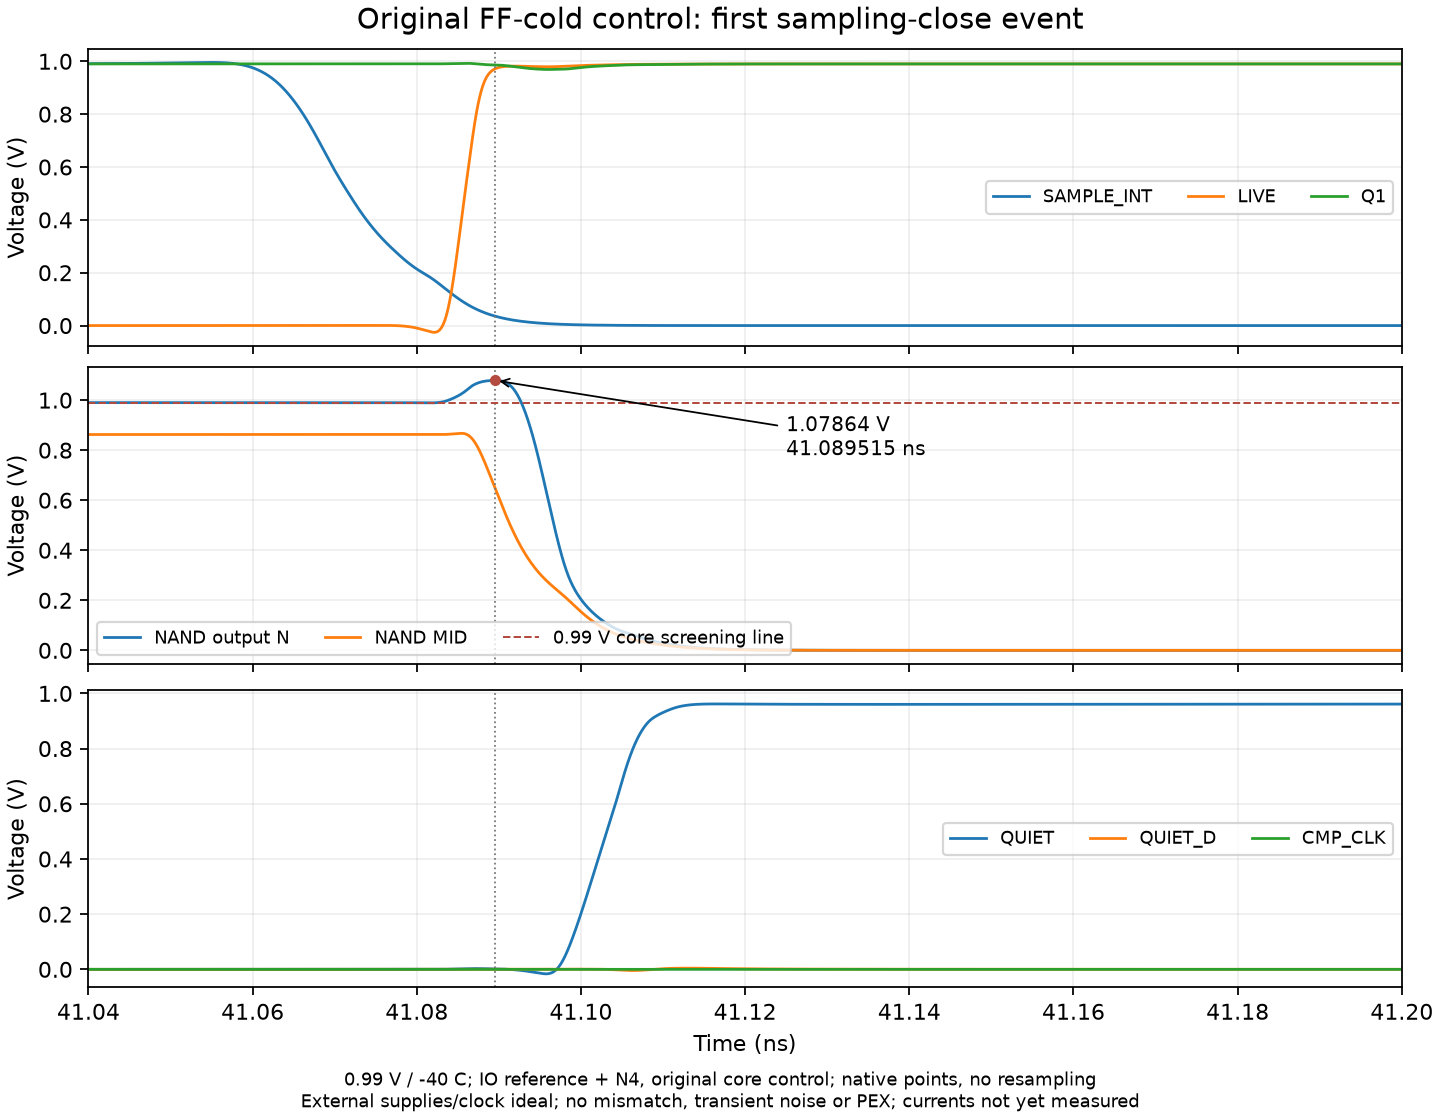 Original FF-cold control: first sampling-close event
Voltage (V)
1.0
0.8
0.6
0.4
0.2
0.0
SAMPLE_INT LIVE Q1
Voltage (V)
1.0
0.8
0.6
0.4
0.2
0.0
1.07864 V
41.089515 ns
NAND output N NAND MID 0.99 V core screening line
Voltage (V)
1.0
0.8
0.6
0.4
0.2
0.0
QUIET QUIET_D CMP_CLK
41.04 41.06 41.08 41.10 41.12 41.14 41.16 41.18 41.20
Time (ns)
0.99 V / -40 C; IO reference + N4, original core control; native points, no resampling
External supplies/clock ideal; no mismatch, transient noise or PEX; currents not yet measured